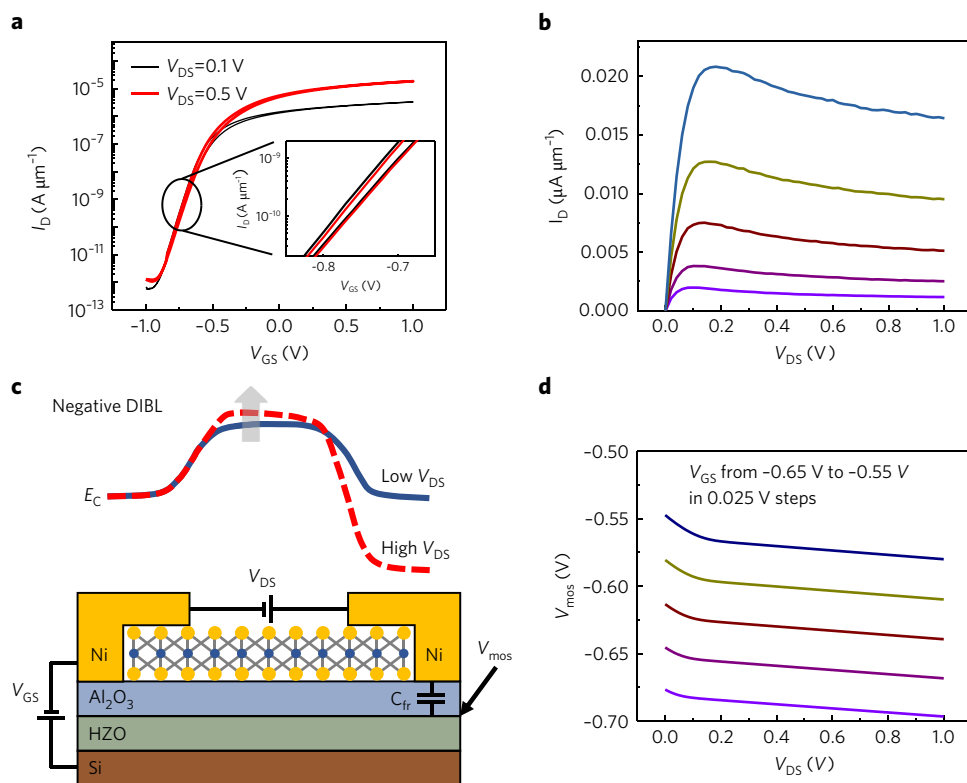 a
V_DS=0.1 V
V_DS=0.5 V
10⁻⁵
10⁻⁷
10⁻⁹
10⁻¹¹
10⁻¹³
I_D (A μm⁻¹)
−1.0 −0.5 0.0 0.5 1.0
V_GS (V)
10⁻⁹
10⁻¹⁰
I_D (A μm⁻¹)
−0.8 −0.7
V_GS (V)
b
0.020
0.015
0.010
0.005
0.000
I_D (μA μm⁻¹)
0.0 0.2 0.4 0.6 0.8 1.0
V_DS (V)
c
Negative DIBL
E_C
Low V_DS
High V_DS
V_DS
Ni
Ni
V_mos
V_GS
Al₂O₃
C_fr
HZO
Si
d
V_GS from −0.65 V to −0.55 V
in 0.025 V steps
−0.50
−0.55
−0.60
−0.65
−0.70
V_mos (V)
0.0 0.2 0.4 0.6 0.8 1.0
V_DS (V)